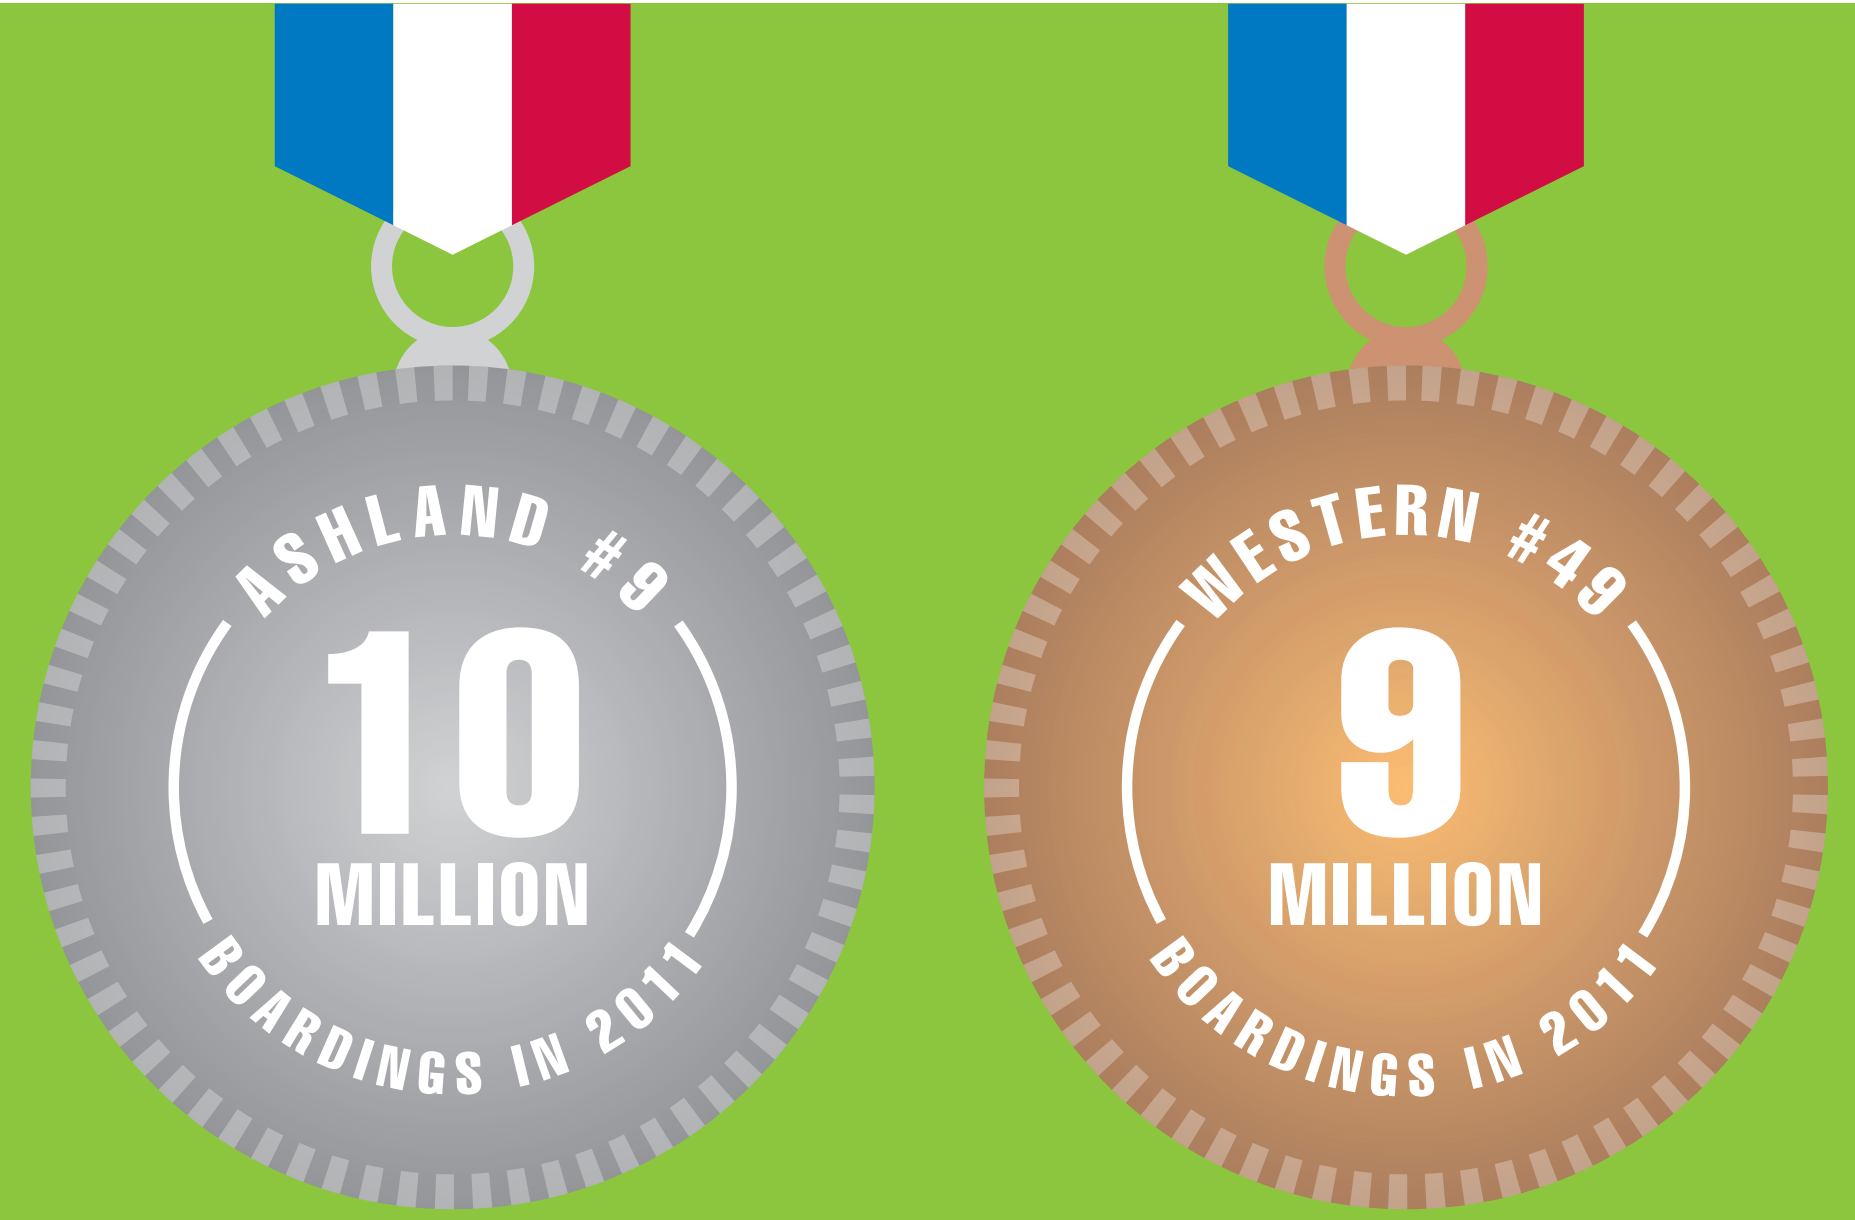 ASHLAND #9
10
MILLION
BOARDINGS IN 2011
WESTERN #49
9
MILLION
BOARDINGS IN 2011